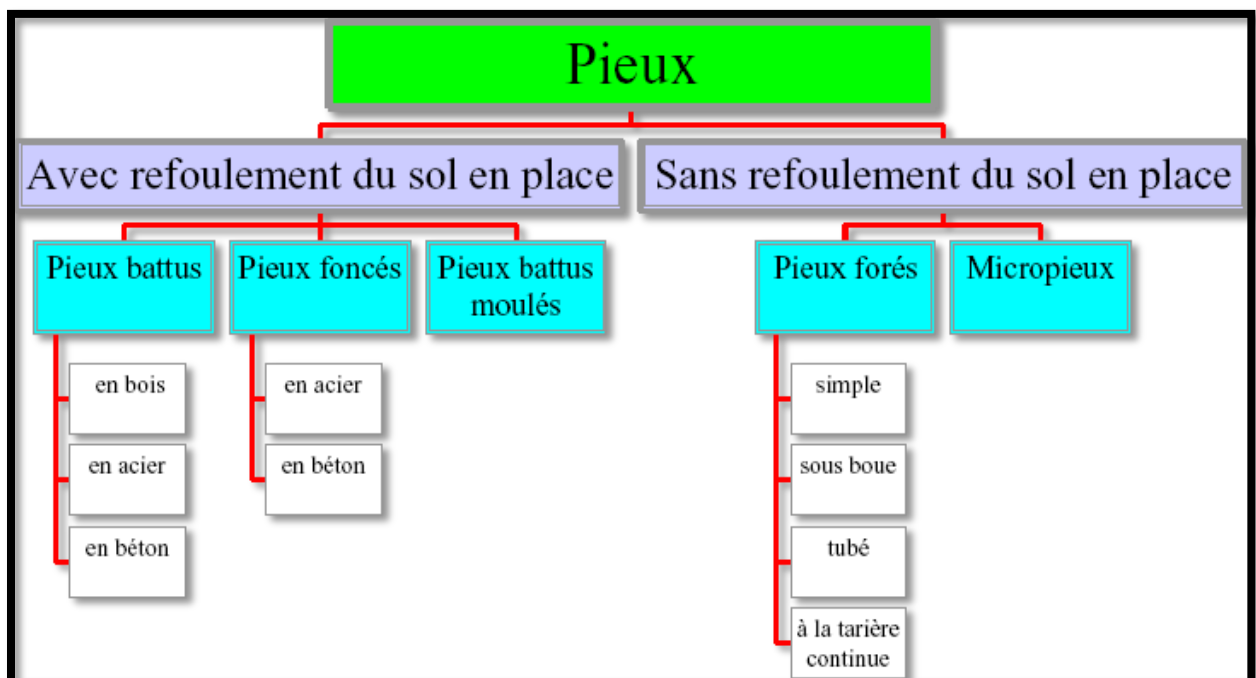 Pieux
Avec refoulement du sol en place
Sans refoulement du sol en place
Pieux battus
Pieux foncés
Pieux battus
moulés
Pieux forés
Micropieux
en bois
en acier
en béton
en acier
en béton
simple
sous boue
tubé
à la tarière
continue